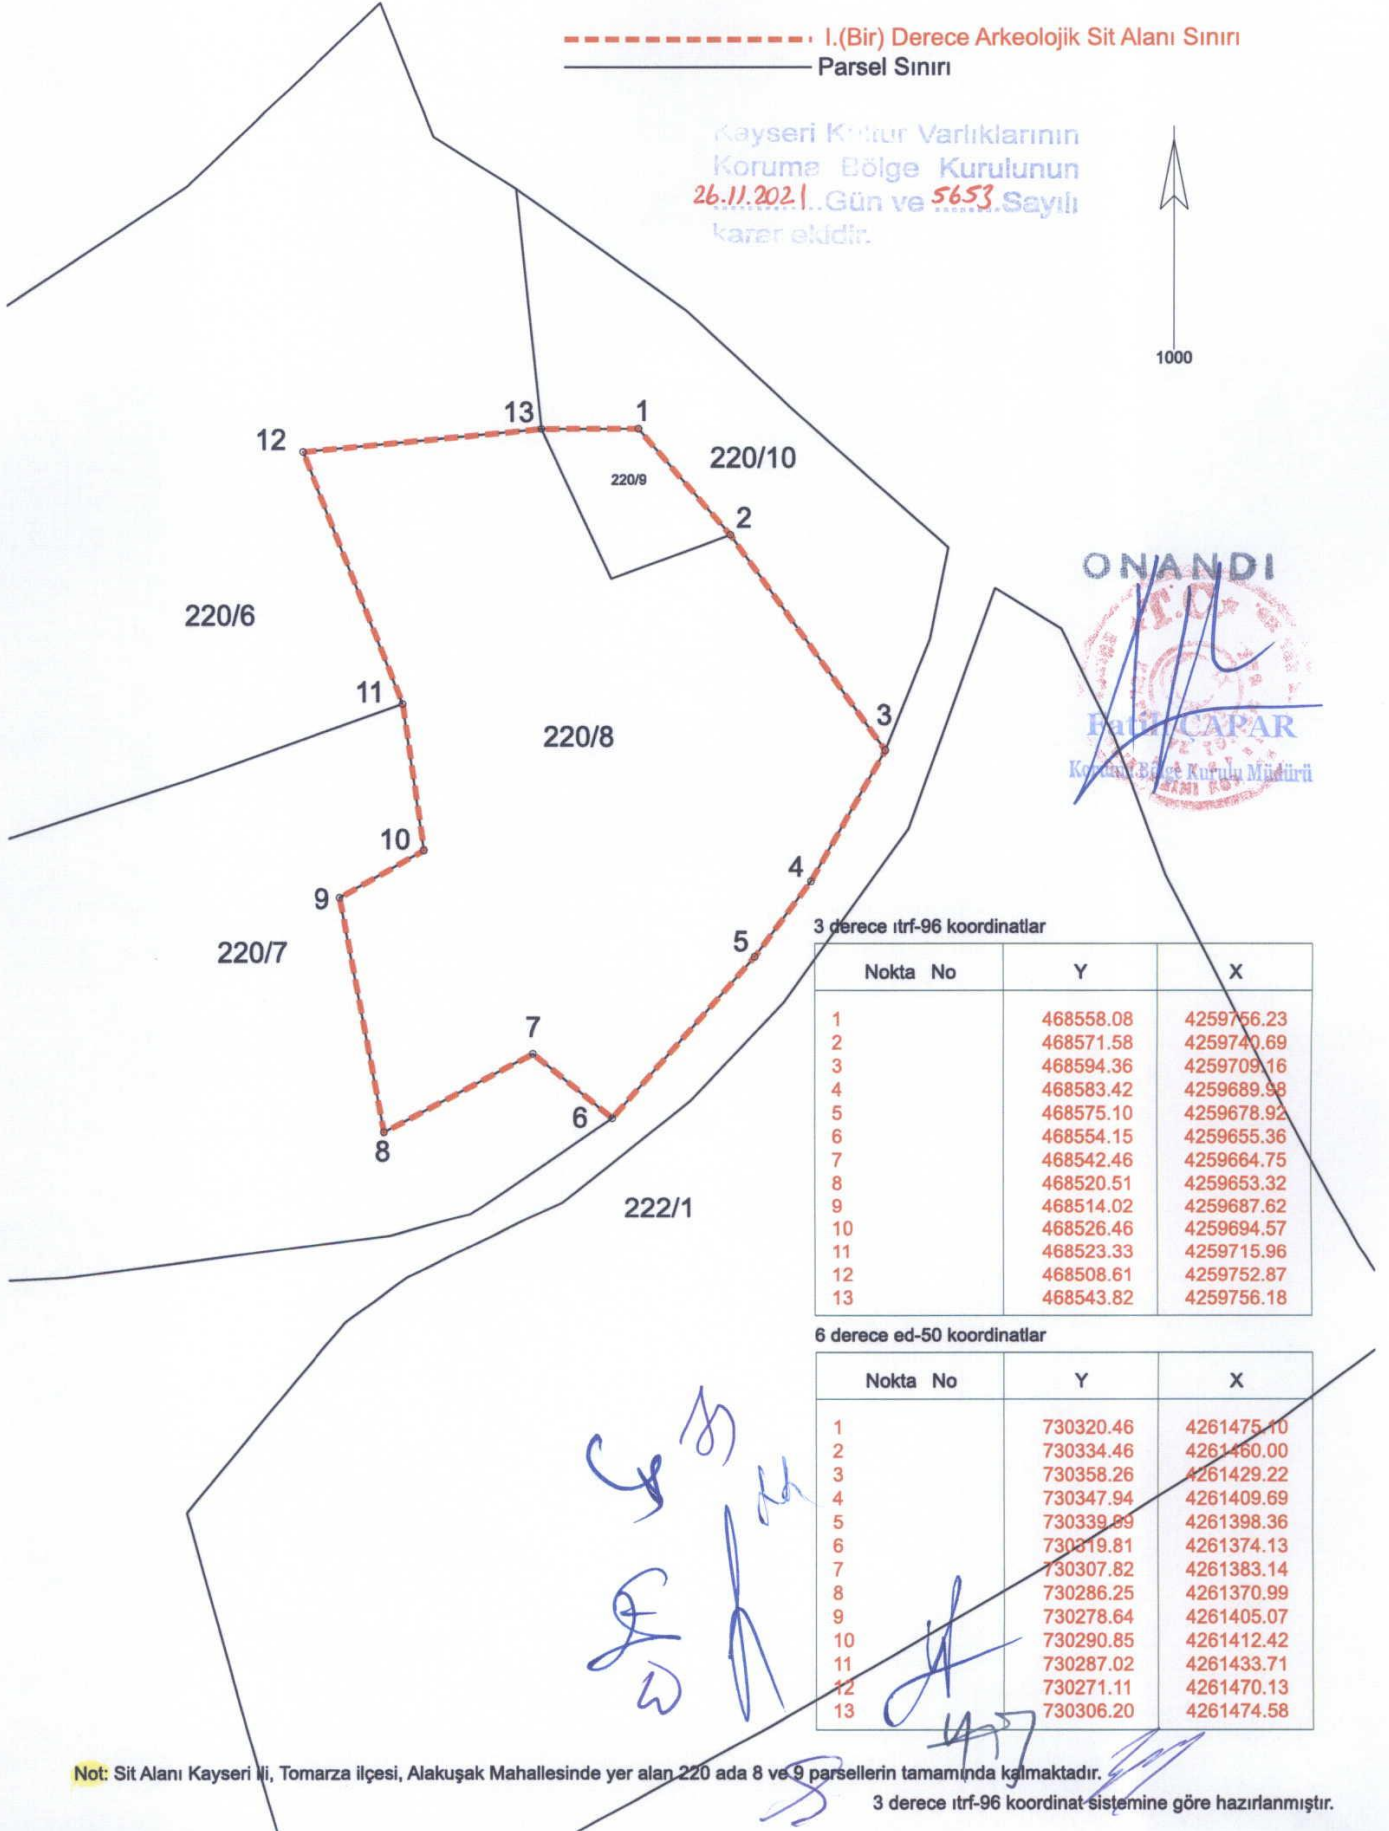 I.(Bir) Derece Arkeolojik Sit Alanı Sınırı
Parsel Sınırı
Kayseri Kültür Varlıklarının
Koruma Bölge Kurulunun
26.11.2021 Gün ve 5653 Sayılı
karar ekidir.
1000
13
1
12
220/10
220/9
2
ONANDI
T.C.
220/6
11
3
Fatih ÇAPAR
220/8
Koruma Bölge Kurulu Müdürü
10
4
9
3 derece ıtrf-96 koordinatlar
5
220/7
Nokta No Y X
1 468558.08 4259756.23
2 468571.58 4259740.69
3 468594.36 4259709.16
4 468583.42 4259689.98
5 468575.10 4259678.92
6 468554.15 4259655.36
7 468542.46 4259664.75
8 468520.51 4259653.32
9 468514.02 4259687.62
10 468526.46 4259694.57
11 468523.33 4259715.96
12 468508.61 4259752.87
13 468543.82 4259756.18
7
6
8
222/1
6 derece ed-50 koordinatlar
Nokta No Y X
1 730320.46 4261475.10
2 730334.46 4261460.00
3 730358.26 4261429.22
4 730347.94 4261409.69
5 730339.99 4261398.36
6 730319.81 4261374.13
7 730307.82 4261383.14
8 730286.25 4261370.99
9 730278.64 4261405.07
10 730290.85 4261412.42
11 730287.02 4261433.71
12 730271.11 4261470.13
13 730306.20 4261474.58
Not: Sit Alanı Kayseri ili, Tomarza ilçesi, Alakuşak Mahallesinde yer alan 220 ada 8 ve 9 parsellerin tamamında kalmaktadır.
3 derece ıtrf-96 koordinat sistemine göre hazırlanmıştır.